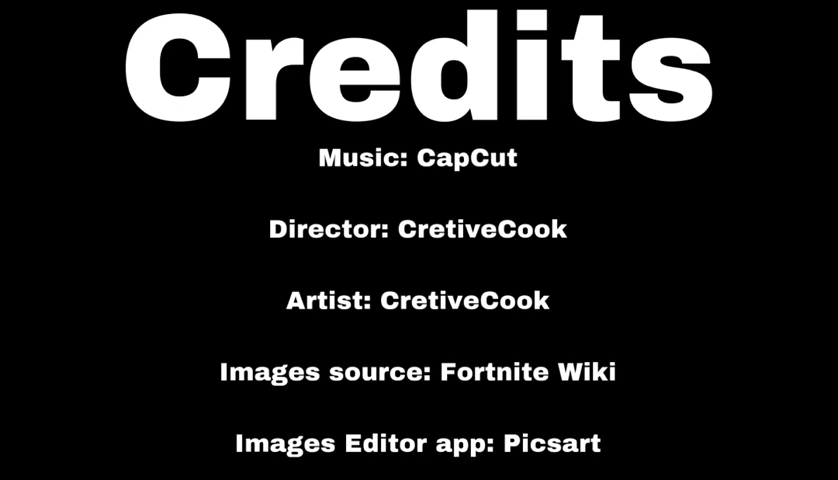 Credits
Music: CapCut
Director: CretiveCook
Artist: CretiveCook
Images source: Fortnite Wiki
Images Editor app: Picsart